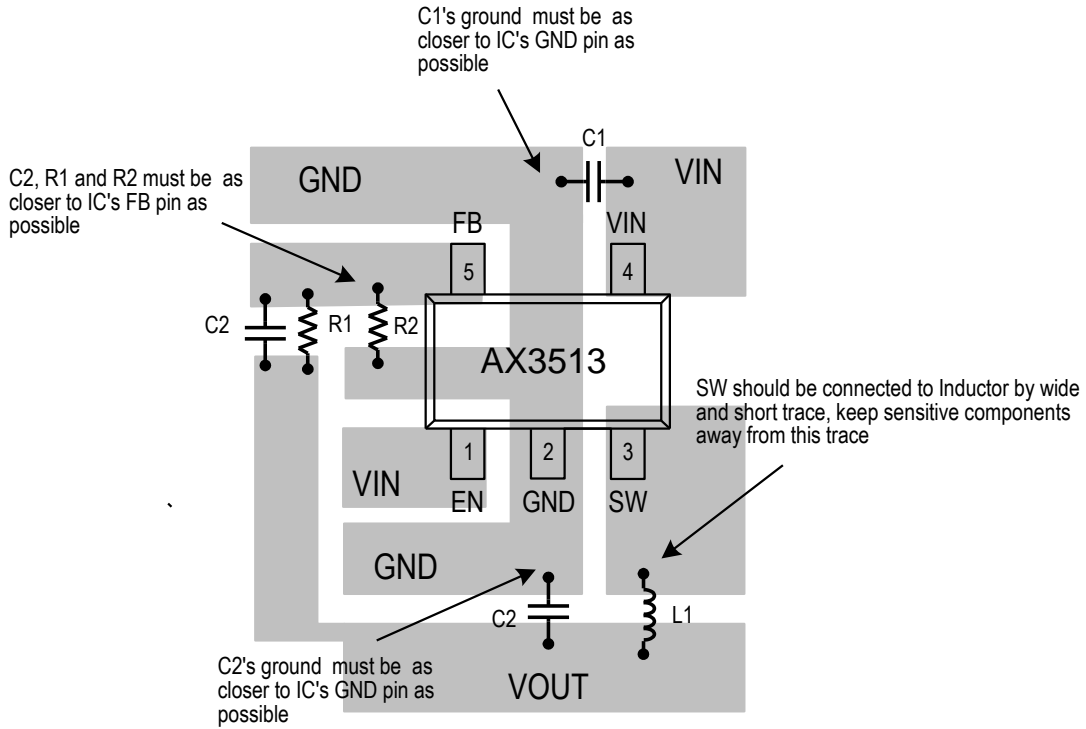 C1's ground must be as
closer to IC's GND pin as
possible
C1
GND
VIN
C2, R1 and R2 must be as
closer to IC's FB pin as
possible
FB
VIN
5
4
C2
R1
R2
AX3513
SW should be connected to Inductor by wide
and short trace, keep sensitive components
away from this trace
1
2
3
VIN
EN
GND
SW
GND
C2
L1
C2's ground must be as
closer to IC's GND pin as
possible
VOUT